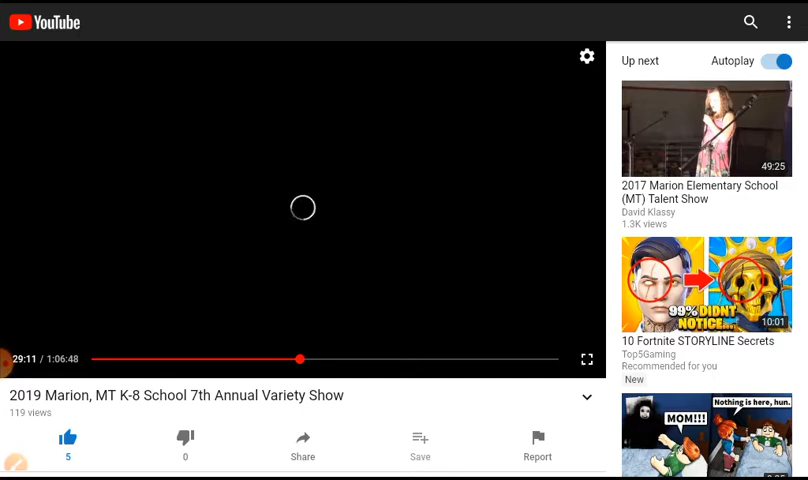 YouTube
29:11 / 1:06:48
2019 Marion, MT K-8 School 7th Annual Variety Show
119 views
5
0
Share
Save
Report
Up next
Autoplay
49:25
2017 Marion Elementary School
(MT) Talent Show
David Klassy
1.3K views
99% DIDNT
NOTICE...
10:01
10 Fortnite STORYLINE Secrets
Top5Gaming
Recommended for you
New
MOM!!!
Nothing is here, hun.